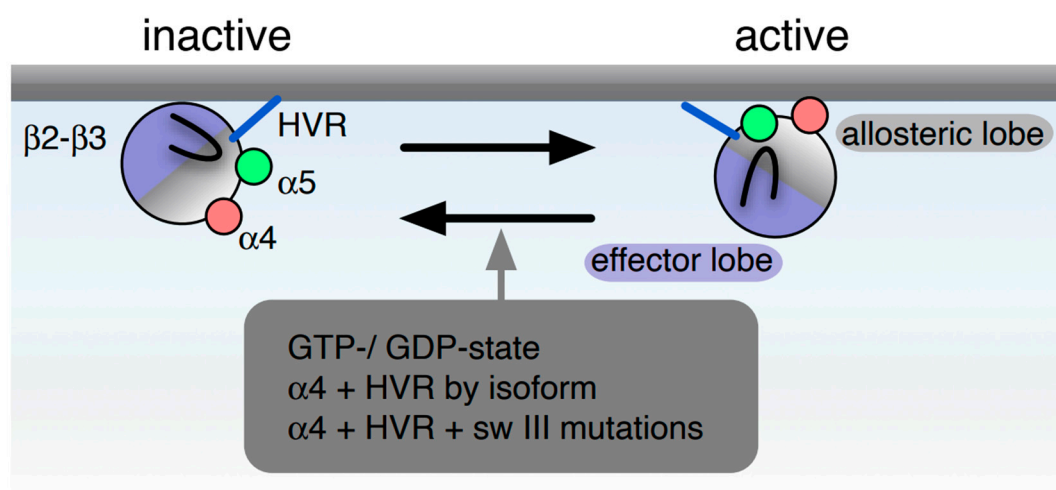 inactive
active
β2-β3
HVR
α5
α4
allosteric lobe
effector lobe
GTP-/ GDP-state
α4 + HVR by isoform
α4 + HVR + sw III mutations